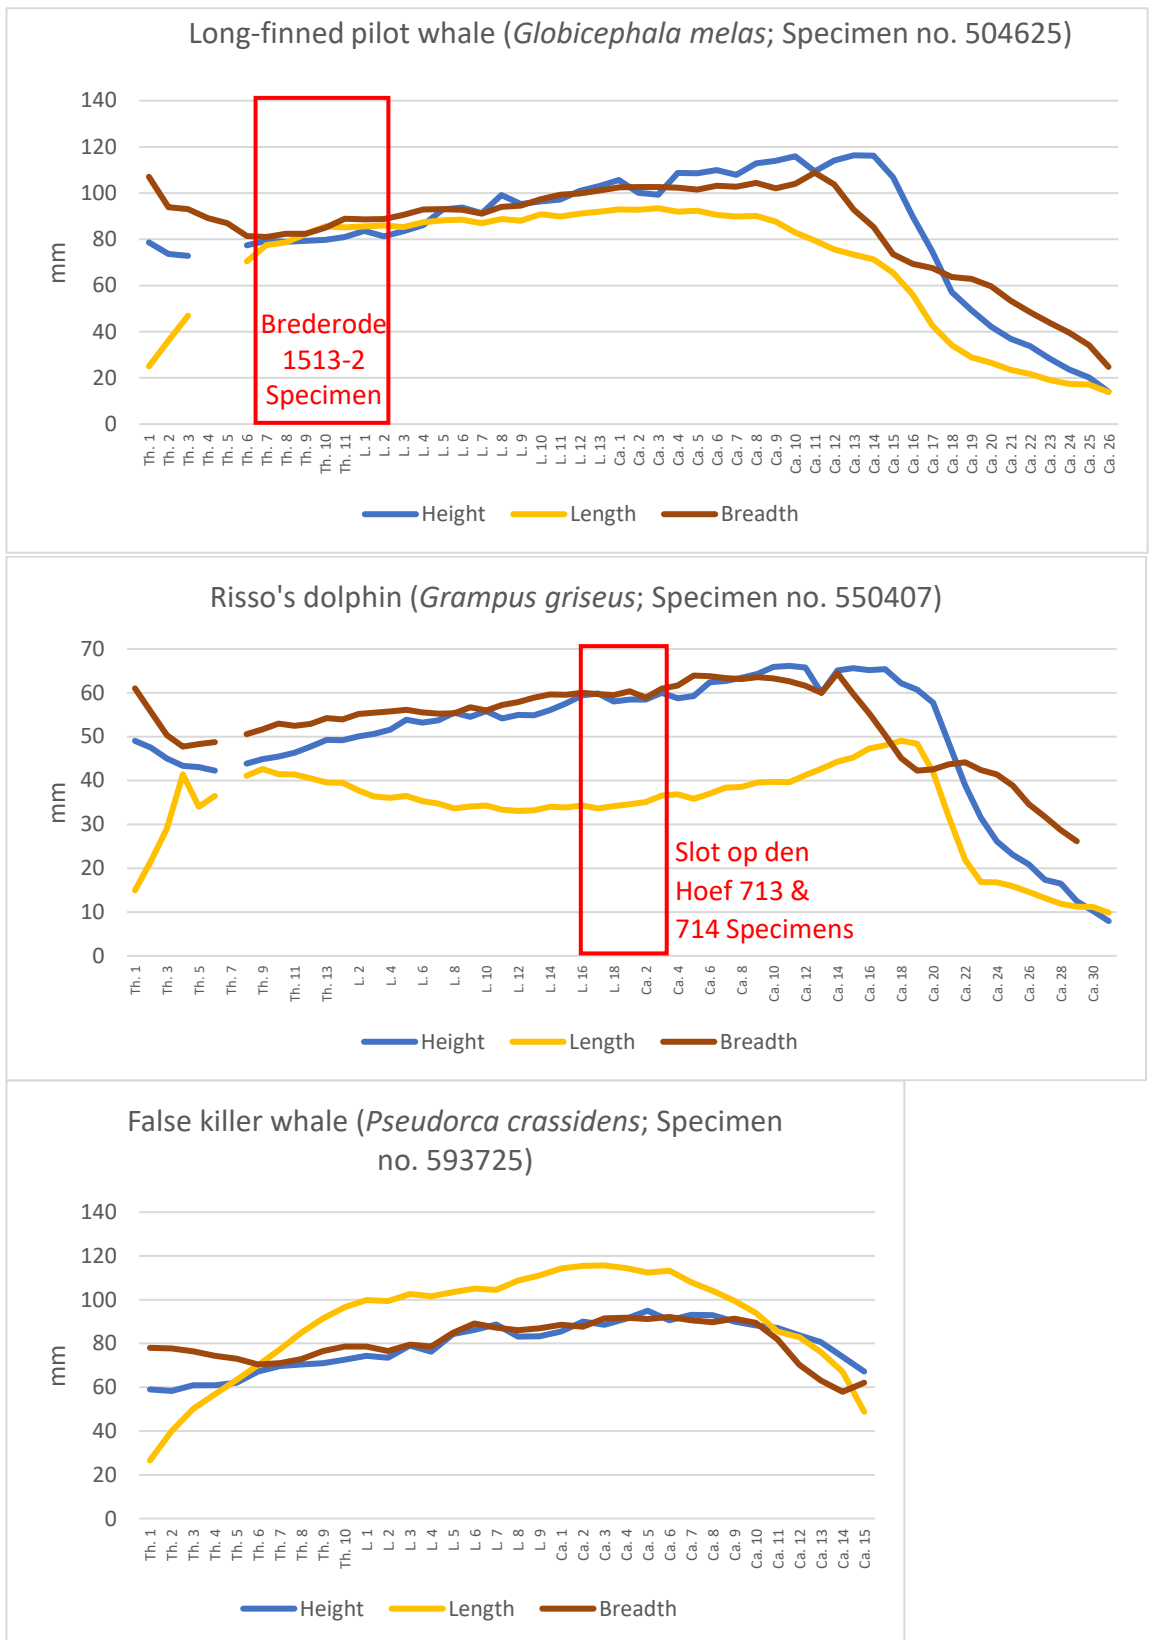 Long-finned pilot whale (Globicephala melas; Specimen no. 504625)
140
120
100
80
60
40
20
0
mm
Brederode
1513-2
Specimen
Th. 1
Th. 2
Th. 3
Th. 4
Th. 5
Th. 6
Th. 7
Th. 8
Th. 9
Th. 10
Th. 11
L. 1
L. 2
L. 3
L. 4
L. 5
L. 6
L. 7
L. 8
L. 9
L. 10
L. 11
L. 12
L. 13
Ca. 1
Ca. 2
Ca. 3
Ca. 4
Ca. 5
Ca. 6
Ca. 7
Ca. 8
Ca. 9
Ca. 10
Ca. 11
Ca. 12
Ca. 13
Ca. 14
Ca. 15
Ca. 16
Ca. 17
Ca. 18
Ca. 19
Ca. 20
Ca. 21
Ca. 22
Ca. 23
Ca. 24
Ca. 25
Ca. 26
Height Length Breadth
Risso's dolphin (Grampus griseus; Specimen no. 550407)
70
60
50
40
30
20
10
0
mm
Slot op den
Hoef 713 &
714 Specimens
Th. 1
Th. 3
Th. 5
Th. 7
Th. 9
Th. 11
Th. 13
L. 2
L. 4
L. 6
L. 8
L. 10
L. 12
L. 14
L. 16
L. 18
Ca. 2
Ca. 4
Ca. 6
Ca. 8
Ca. 10
Ca. 12
Ca. 14
Ca. 16
Ca. 18
Ca. 20
Ca. 22
Ca. 24
Ca. 26
Ca. 28
Ca. 30
Height Length Breadth
False killer whale (Pseudorca crassidens; Specimen
no. 593725)
140
120
100
80
60
40
20
0
mm
Th. 1
Th. 2
Th. 3
Th. 4
Th. 5
Th. 6
Th. 7
Th. 8
Th. 9
Th. 10
L. 1
L. 2
L. 3
L. 4
L. 5
L. 6
L. 7
L. 8
L. 9
Ca. 1
Ca. 2
Ca. 3
Ca. 4
Ca. 5
Ca. 6
Ca. 7
Ca. 8
Ca. 9
Ca. 10
Ca. 11
Ca. 12
Ca. 13
Ca. 14
Ca. 15
Height Length Breadth